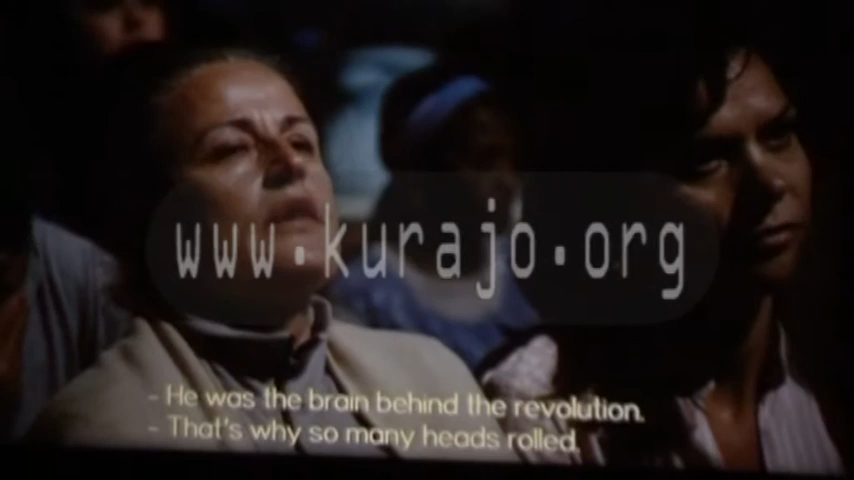 www.kurajo.org
- He was the brain behind the revolution.
- That's why so many heads rolled.